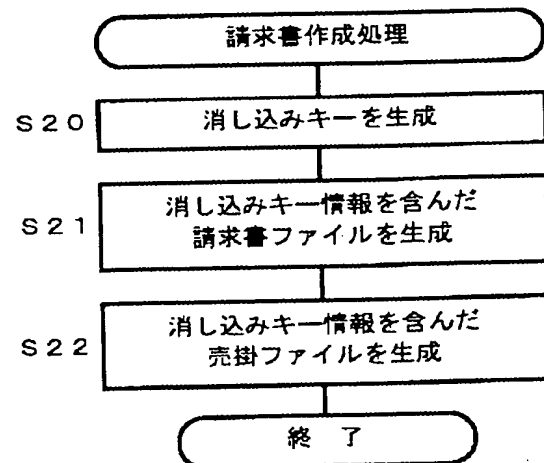 請求書作成処理
S20
消し込みキーを生成
S21
消し込みキー情報を含んだ
請求書ファイルを生成
S22
消し込みキー情報を含んだ
売掛ファイルを生成
終 了